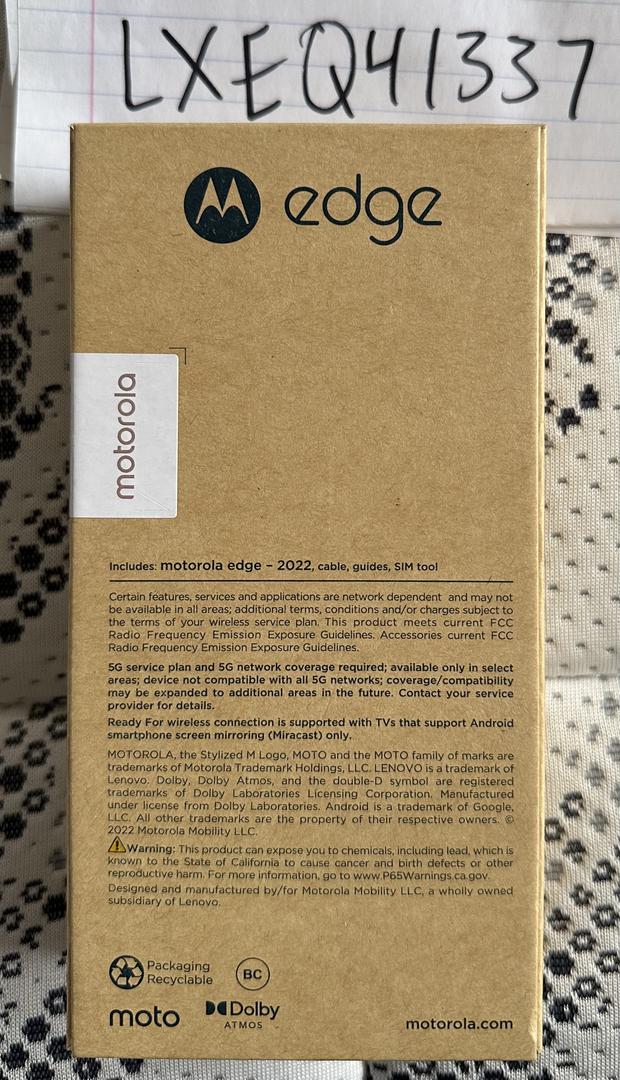 LXEQ41337
edge
motorola
Includes: motorola edge – 2022, cable, guides, SIM tool
Certain features, services and applications are network dependent and may not
be available in all areas; additional terms, conditions and/or charges subject to
the terms of your wireless service plan. This product meets current FCC
Radio Frequency Emission Exposure Guidelines. Accessories current FCC
Radio Frequency Emission Exposure Guidelines.
5G service plan and 5G network coverage required; available only in select
areas; device not compatible with all 5G networks; coverage/compatibility
may be expanded to additional areas in the future. Contact your service
provider for details.
Ready For wireless connection is supported with TVs that support Android
smartphone screen mirroring (Miracast) only.
MOTOROLA, the Stylized M Logo, MOTO and the MOTO family of marks are
trademarks of Motorola Trademark Holdings, LLC. LENOVO is a trademark of
Lenovo. Dolby, Dolby Atmos, and the double-D symbol are registered
trademarks of Dolby Laboratories Licensing Corporation. Manufactured
under license from Dolby Laboratories. Android is a trademark of Google,
LLC. All other trademarks are the property of their respective owners. ©
2022 Motorola Mobility LLC.
Warning: This product can expose you to chemicals, including lead, which is
known to the State of California to cause cancer and birth defects or other
reproductive harm. For more information, go to www.P65Warnings.ca.gov.
Designed and manufactured by/for Motorola Mobility LLC, a wholly owned
subsidiary of Lenovo.
Packaging
Recyclable
BC
moto
Dolby
ATMOS
motorola.com